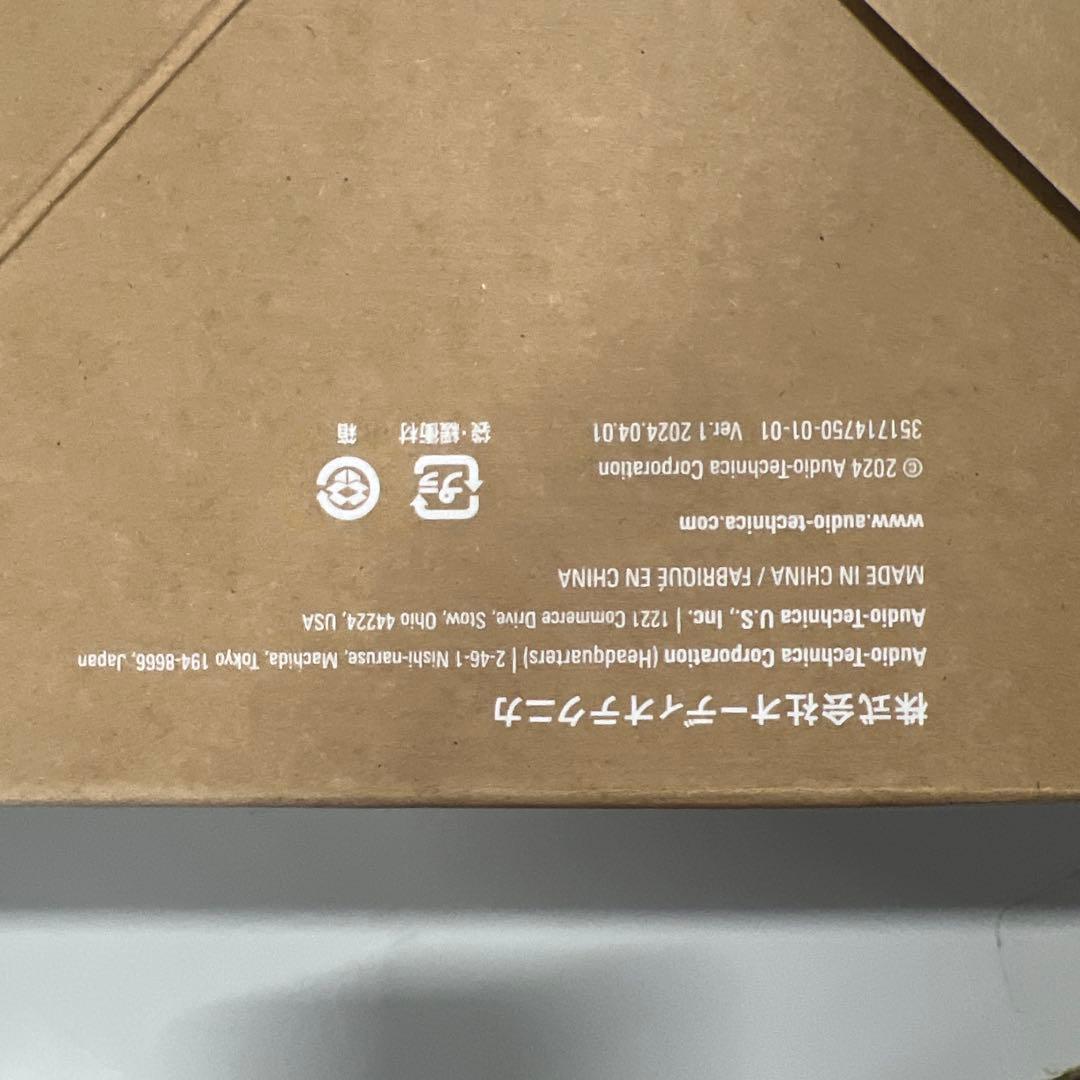 株式会社オーディオテクニカ
Audio-Technica Corporation (Headquarters) | 2-46-1 Nishi-naruse, Machida, Tokyo 194-8666, Japan
Audio-Technica U.S., Inc. | 1221 Commerce Drive, Stow, Ohio 44224, USA
MADE IN CHINA / FABRIQUÉ EN CHINA
www.audio-technica.com
© 2024 Audio-Technica Corporation
351714750-01-01 Ver.1 2024.04.01
プラ
袋・緩衝材
箱